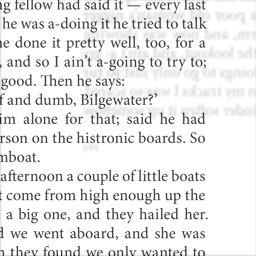 ng fellow had said it — every last
he was a-doing it he tried to talk
e done it pretty well, too, for a
, and so I ain't a-going to try to;
good. Then he says:
f and dumb, Bilgewater?'
im alone for that; said he had
rson on the histronic boards. So
mboat.
afternoon a couple of little boats
t come from high enough up the
a big one, and they hailed her.
d we went aboard, and she was
n they found we only wanted to